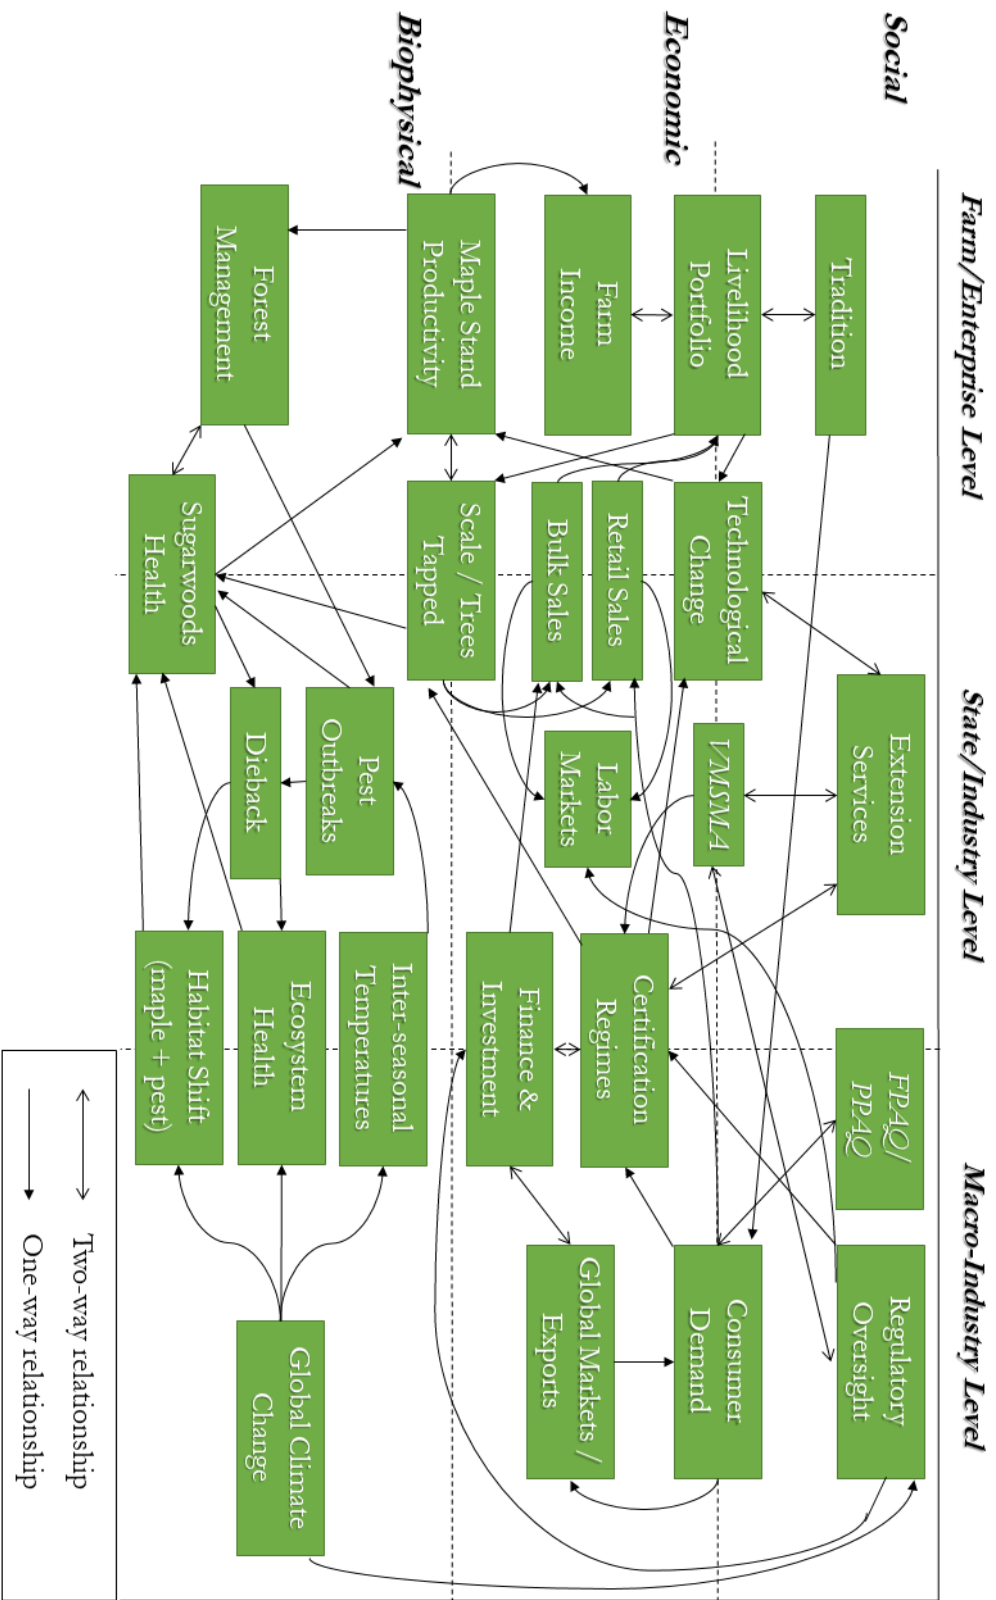 Farm/Enterprise Level
State/Industry Level
Macro-Industry Level
Social
Tradition
Extension
Services
FPAQ/
PPAQ
Regulatory
Oversight
Economic
Livelihood
Portfolio
Technological
Change
VMSMA
Consumer
Demand
Farm
Income
Retail Sales
Bulk Sales
Labor
Markets
Certification
Regimes
Finance &
Investment
Global Markets /
Exports
Biophysical
Maple Stand
Productivity
Scale / Trees
Tapped
Forest
Management
Sugarwoods
Health
Pest
Outbreaks
Dieback
Inter-seasonal
Temperatures
Ecosystem
Health
Habitat Shift
(maple + pest)
Global Climate
Change
Two-way relationship
One-way relationship